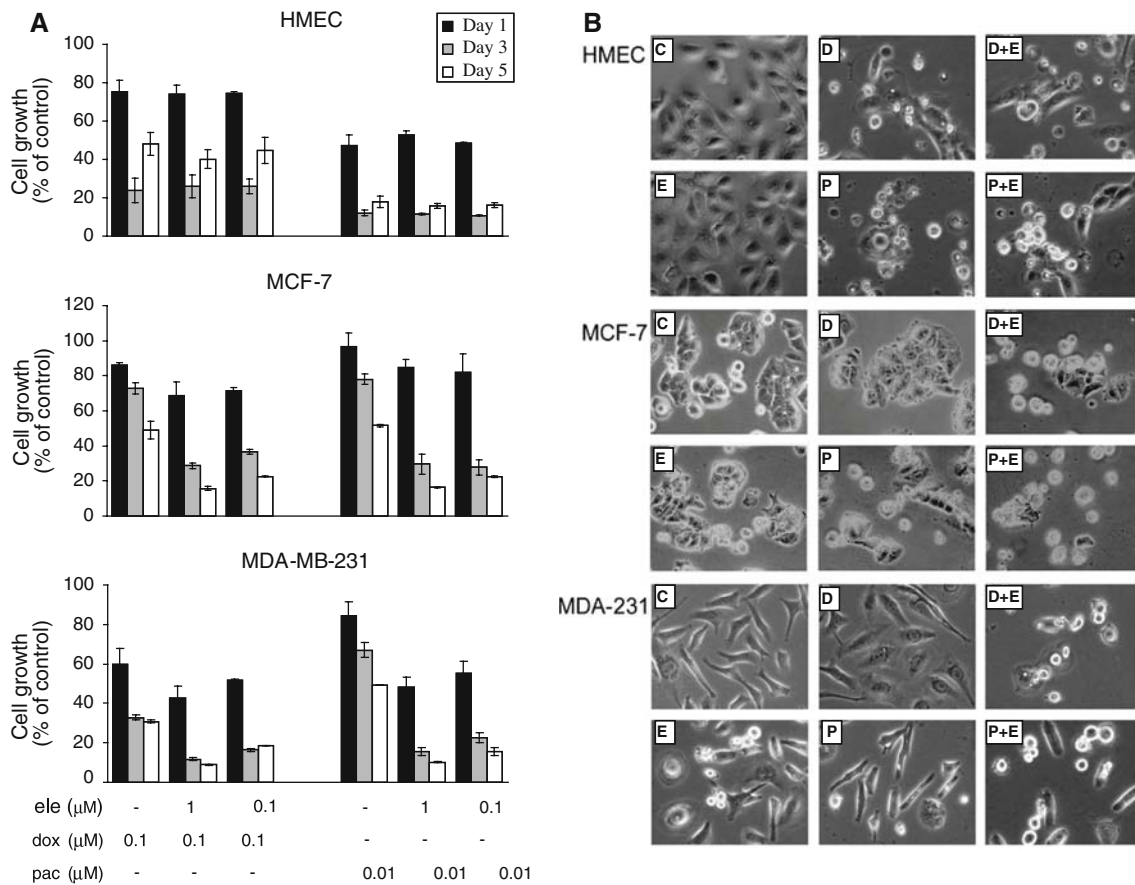 A
HMEC
Day 1
Day 3
Day 5
Cell growth
(% of control)
100
80
60
40
20
0
MCF-7
Cell growth
(% of control)
120
100
80
60
40
20
0
MDA-MB-231
Cell growth
(% of control)
100
80
60
40
20
0
ele (μM) - 1 0.1 - 1 0.1
dox (μM) 0.1 0.1 0.1 - - -
pac (μM) - - - 0.01 0.01 0.01
B
HMEC
C D D+E
E P P+E
MCF-7
C D D+E
E P P+E
MDA-231
C D D+E
E P P+E